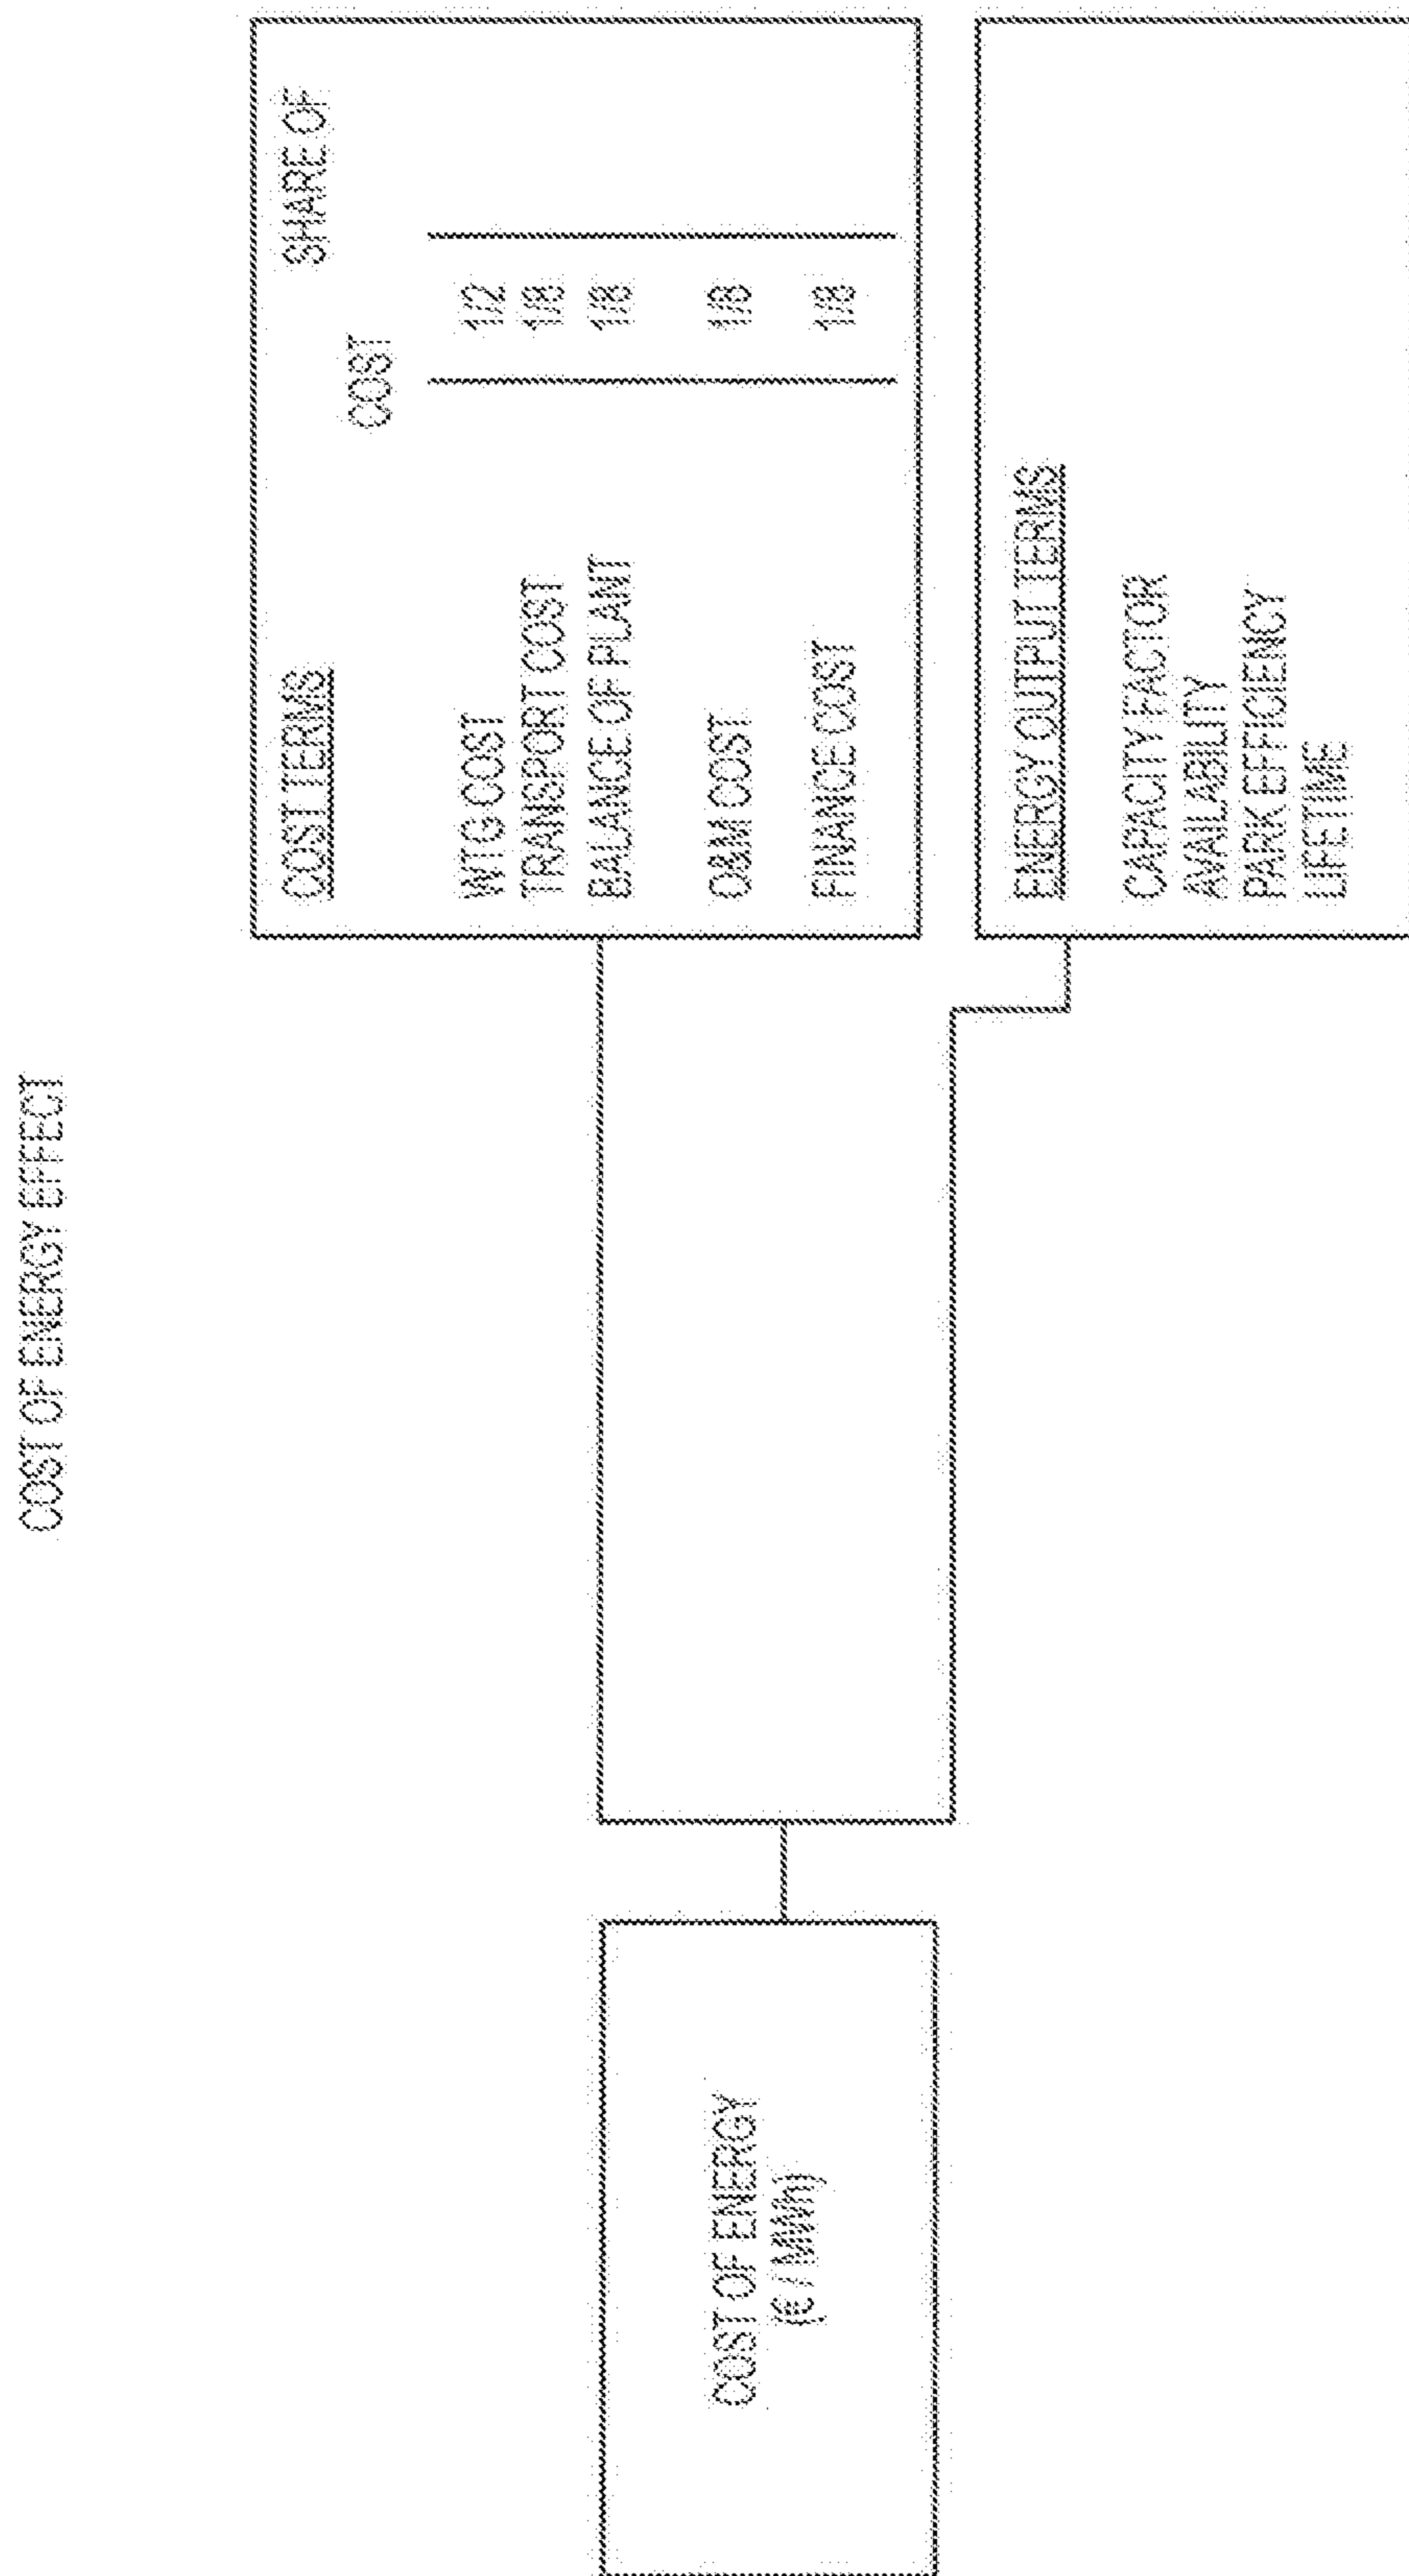 COST OF ENERGY EFFECT
COST OF ENERGY
(€ / MWh)
COST TERMS SHARE OF
COST
WTG COST 1/2
TRANSPORT COST 1/8
BALANCE OF PLANT 1/8
O&M COST 1/8
FINANCE COST 1/8
ENERGY OUTPUT TERMS
CAPACITY FACTOR
AVAILABILITY
PARK EFFICIENCY
LIFETIME